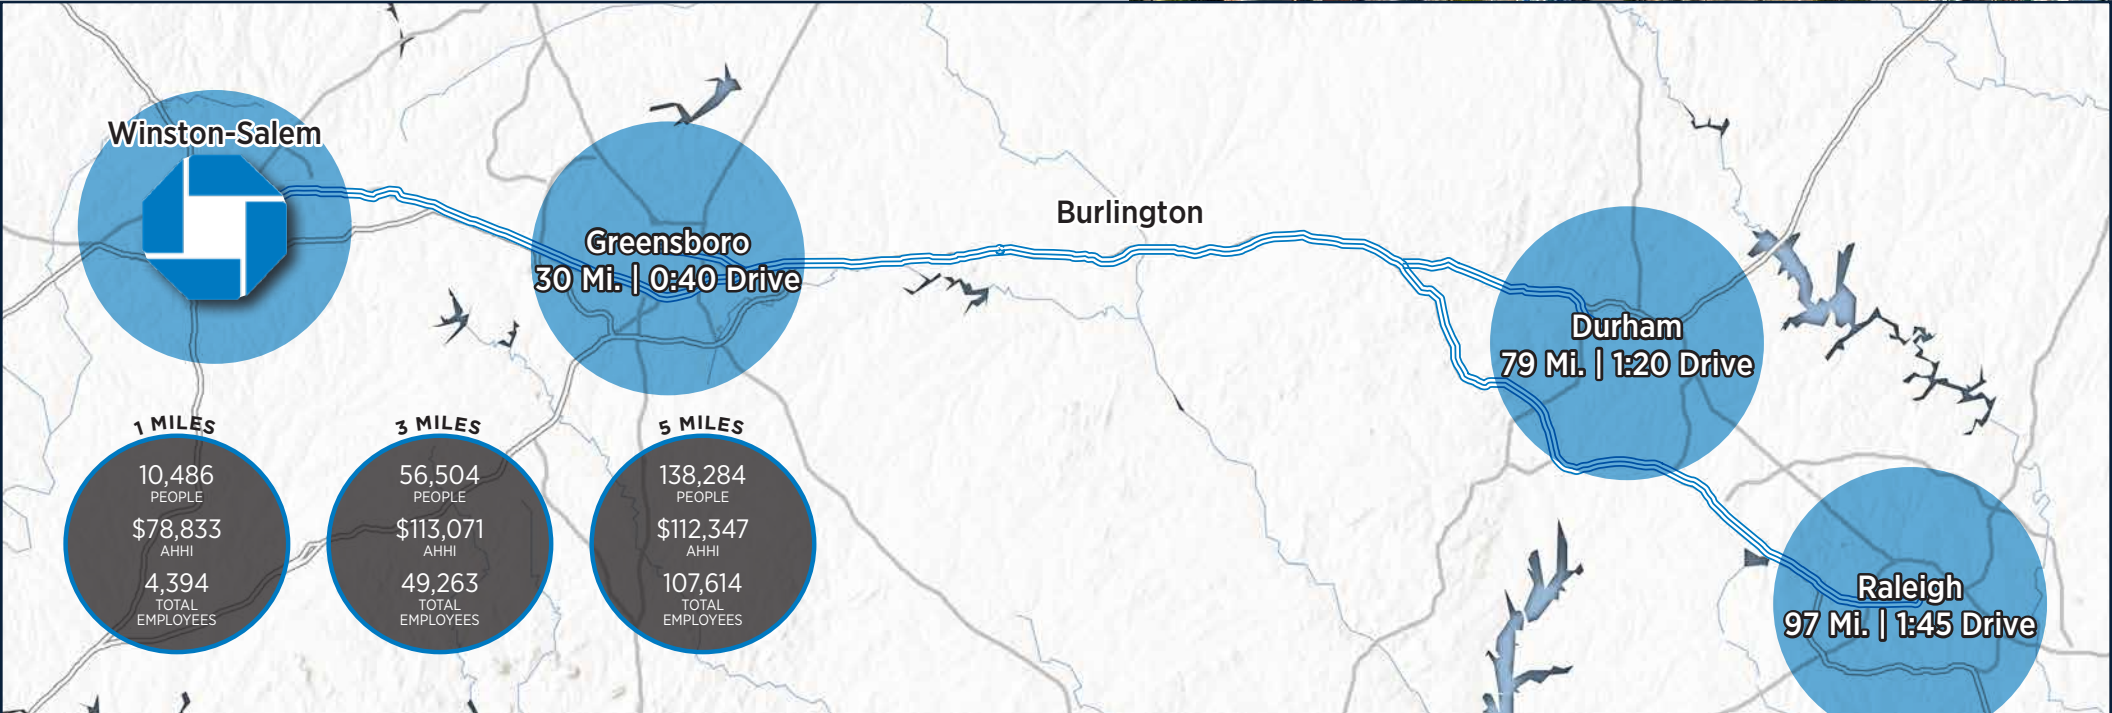 Winston-Salem
Greensboro
30 Mi. | 0:40 Drive
Burlington
Durham
79 Mi. | 1:20 Drive
Raleigh
97 Mi. | 1:45 Drive
1 MILES
10,486
PEOPLE
$78,833
AHHI
4,394
TOTAL
EMPLOYEES
3 MILES
56,504
PEOPLE
$113,071
AHHI
49,263
TOTAL
EMPLOYEES
5 MILES
138,284
PEOPLE
$112,347
AHHI
107,614
TOTAL
EMPLOYEES